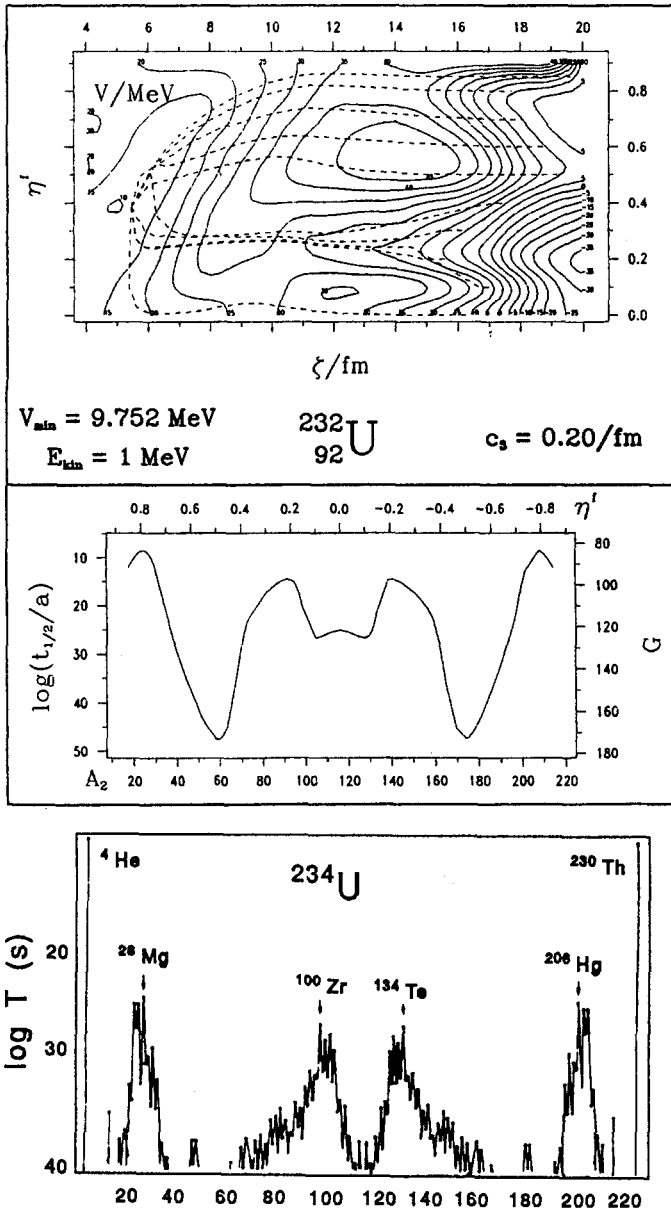 4 6 8 10 12 14 16 18 20
V/MeV
η^f
0.8
0.6
0.4
0.2
0.0
ζ/fm
V_min = 9.752 MeV
E_kin = 1 MeV
232
92 U
c_s = 0.20/fm
0.8 0.6 0.4 0.2 0.0 -0.2 -0.4 -0.6 -0.8
η^f
log(t_1/2/a)
10
20
30
40
50
80
100
120
140
160
180
G
A_2
20 40 60 80 100 120 140 160 180 200 220
^4 He
234 U
230 Th
28 Mg
100 Zr
134 Te
206 Hg
log T (s)
20
30
40
20 40 60 80 100 120 140 160 180 200 220